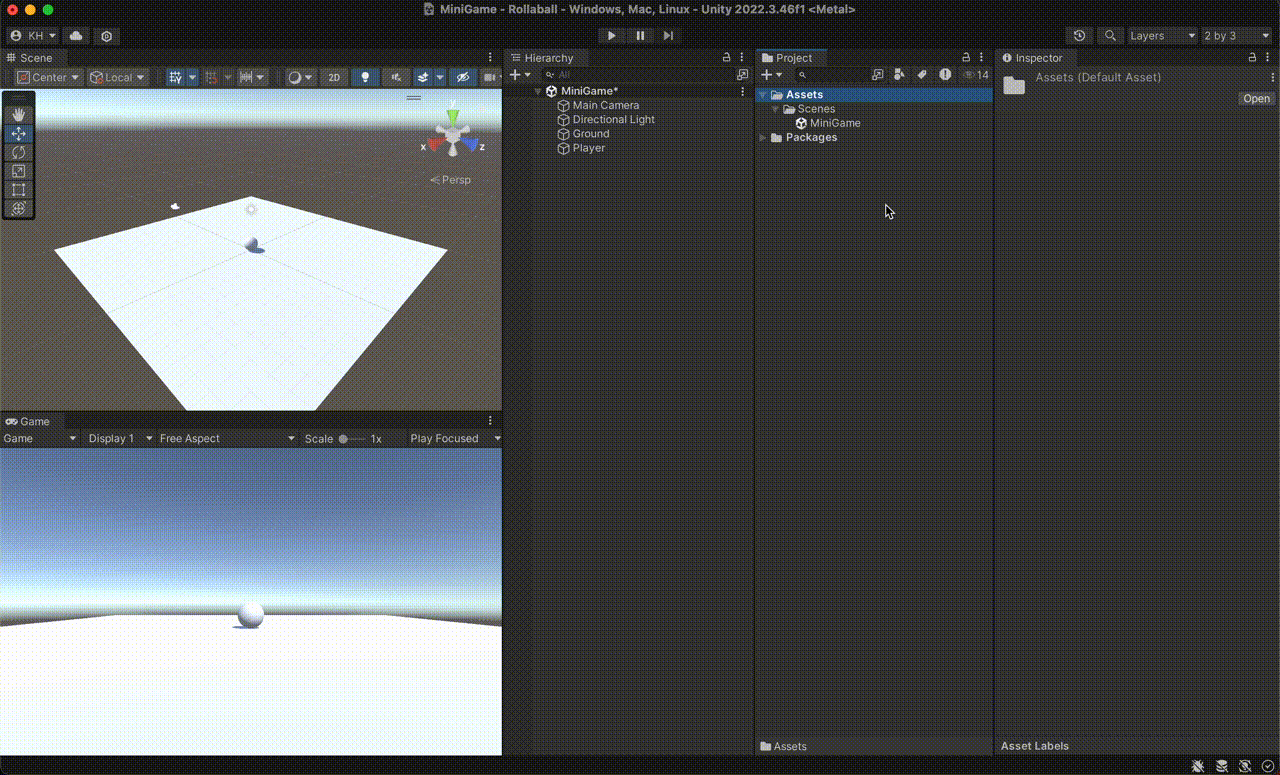 MiniGame - Rollaball - Windows, Mac, Linux - Unity 2022.3.46f1 <Metal>
KH
Layers
2 by 3
Scene
Center
Local
2D
y
x
z
Persp
Game
Game
Display 1
Free Aspect
Scale
1x
Play Focused
Hierarchy
All
MiniGame*
Main Camera
Directional Light
Ground
Player
Project
14
Assets
Scenes
MiniGame
Packages
Assets
Inspector
Assets (Default Asset)
Open
Asset Labels